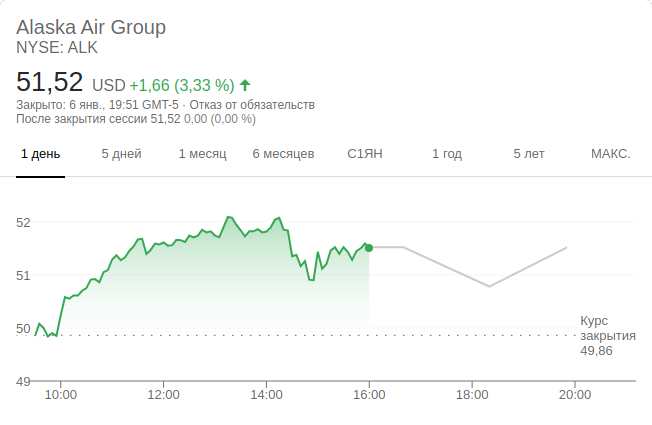 Alaska Air Group
NYSE: ALK
51,52 USD +1,66 (3,33 %)
Закрыто: 6 янв., 19:51 GMT-5 · Отказ от обязательств
После закрытия сессии 51,52 0,00 (0,00 %)
1 день 5 дней 1 месяц 6 месяцев С1ЯН 1 год 5 лет МАКС.
52
51
50
49
Курс
закрытия
49,86
10:00 12:00 14:00 16:00 18:00 20:00